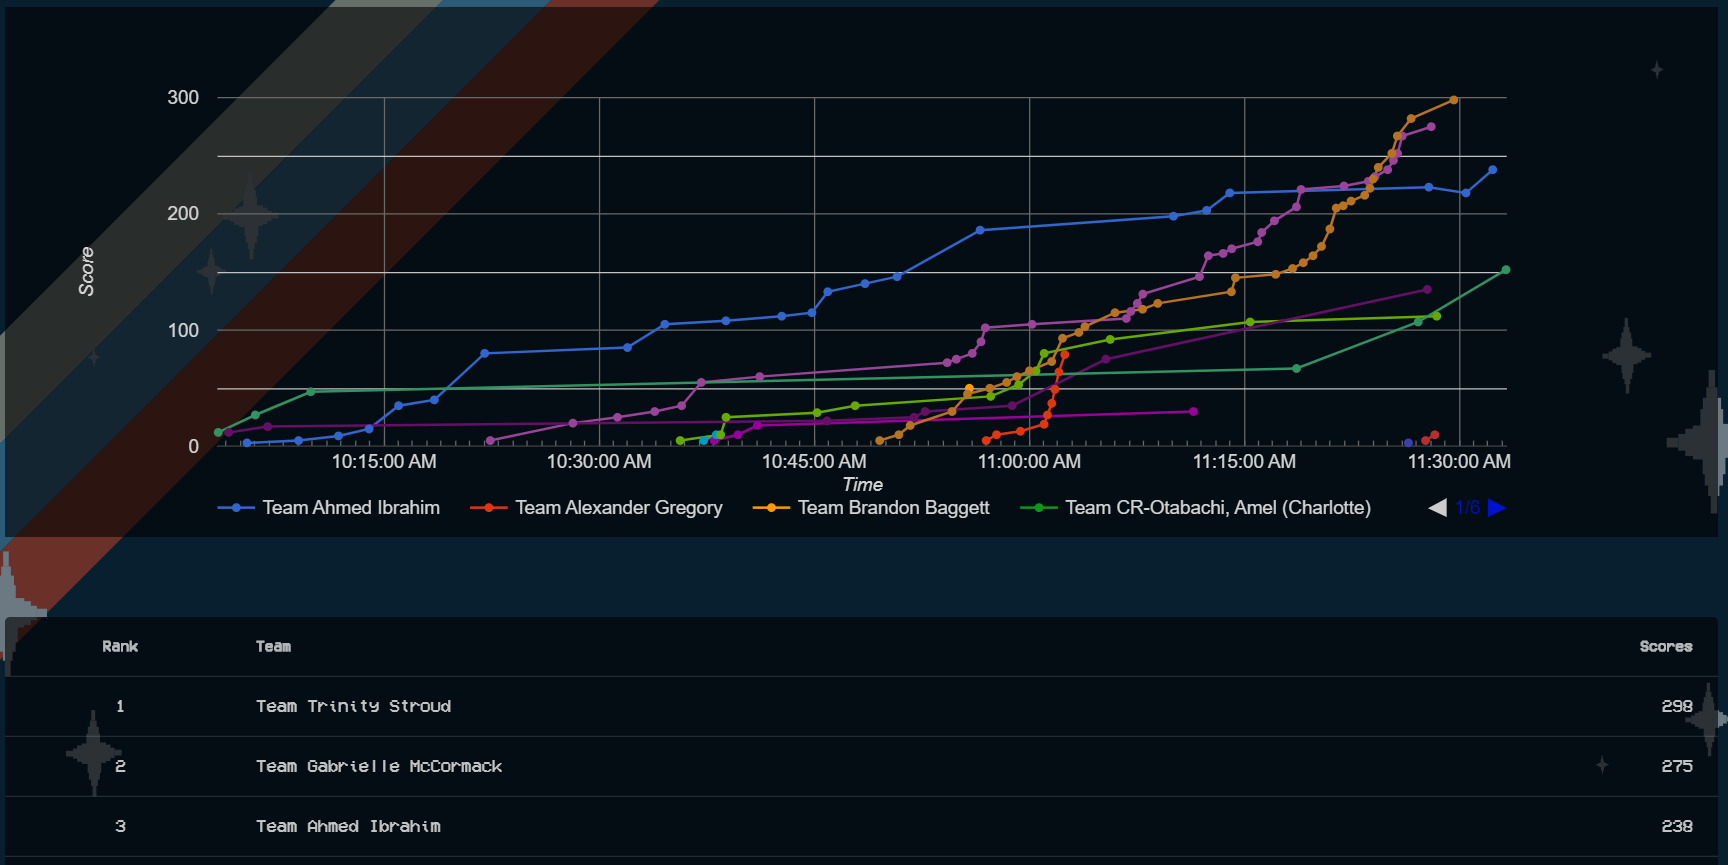 300
200
100
0
Score
10:15:00 AM 10:30:00 AM 10:45:00 AM 11:00:00 AM 11:15:00 AM 11:30:00 AM
Time
Team Ahmed Ibrahim Team Alexander Gregory Team Brandon Baggett Team CR-Otabachi, Amel (Charlotte) 1/6
Rank Team Scores
1 Team Trinity Stroud 298
2 Team Gabrielle McCormack 275
3 Team Ahmed Ibrahim 238